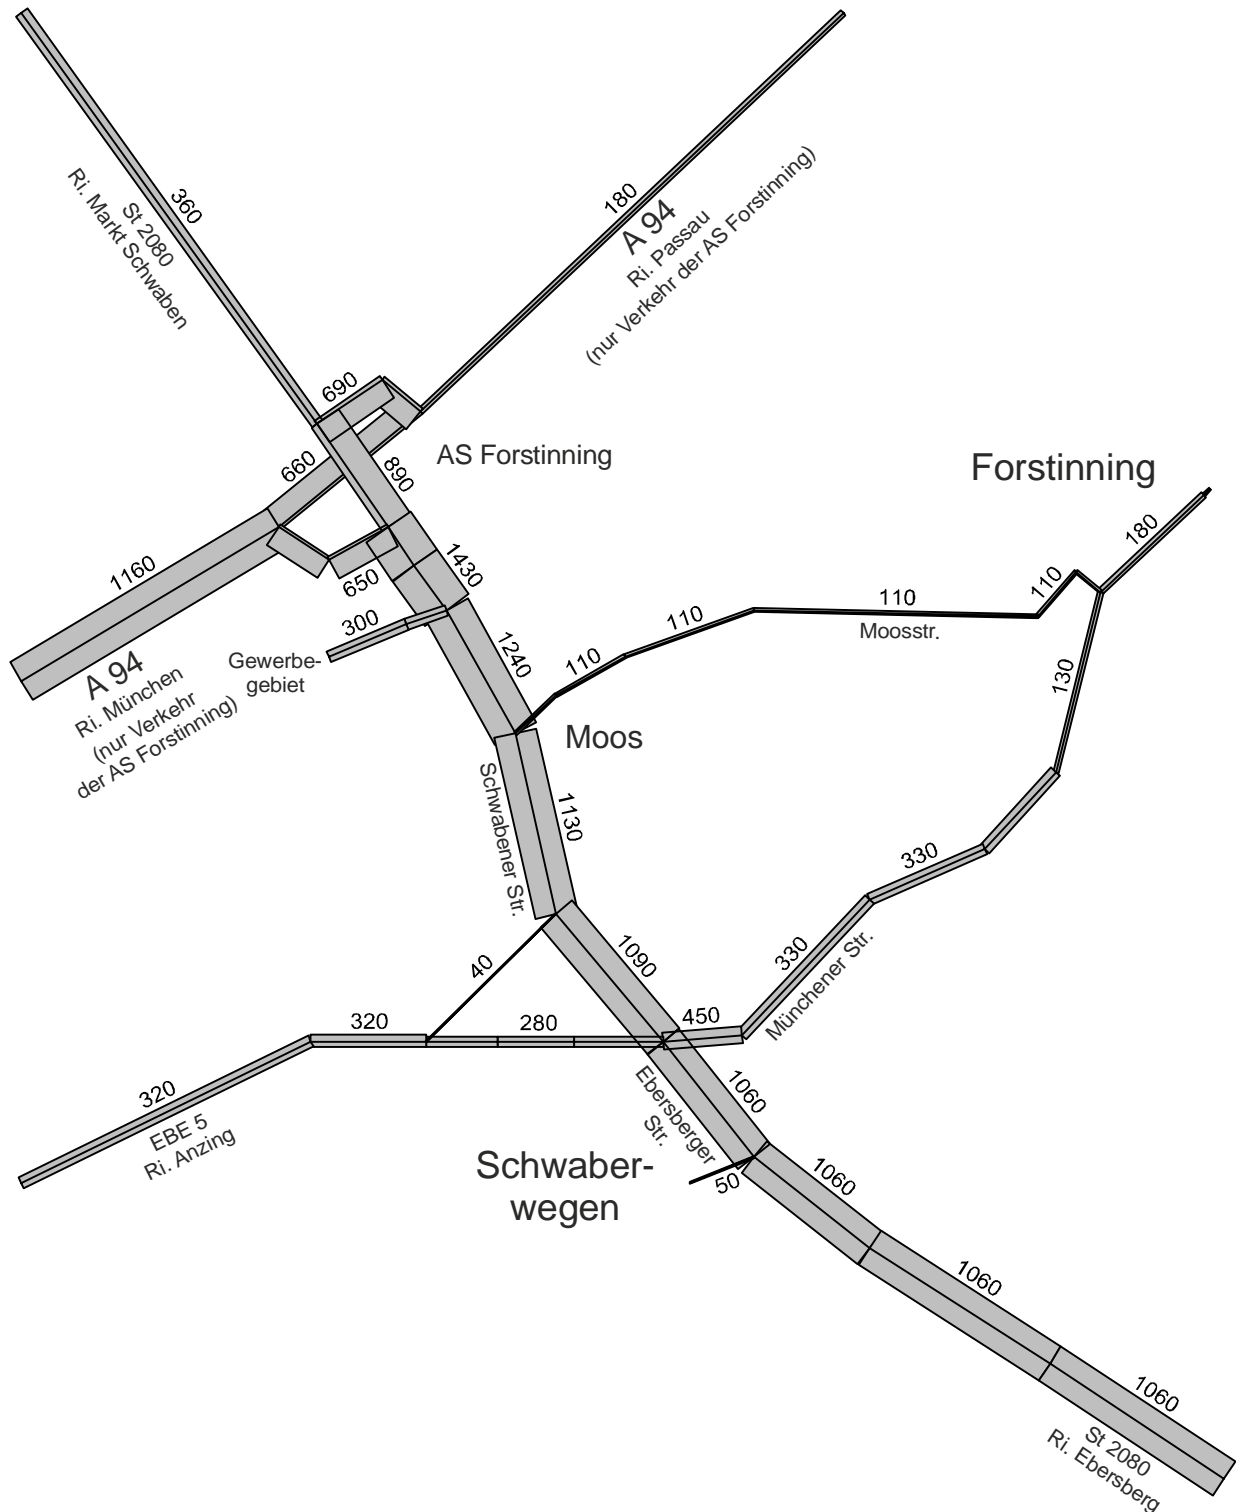 360
St 2080
Ri. Markt Schwaben
180
A 94
Ri. Passau
(nur Verkehr der AS Forstinning)
690
660
890
AS Forstinning
Forstinning
180
1160
650
1430
300
Gewerbe-
gebiet
A 94
Ri. München
(nur Verkehr
der AS Forstinning)
1240
110
110
110
Moosstr.
110
130
Moos
Schwabener Str.
1130
330
330
Münchener Str.
40
1090
450
320
280
320
EBE 5
Ri. Anzing
Ebersberger
Str.
1060
Schwaber-
wegen
50
1060
1060
1060
St 2080
Ri. Ebersberg